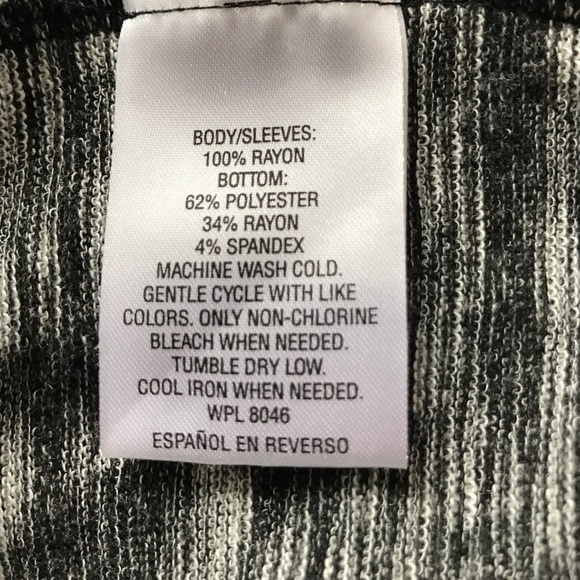 BODY/SLEEVES:
100% RAYON
BOTTOM:
62% POLYESTER
34% RAYON
4% SPANDEX
MACHINE WASH COLD.
GENTLE CYCLE WITH LIKE
COLORS. ONLY NON-CHLORINE
BLEACH WHEN NEEDED.
TUMBLE DRY LOW.
COOL IRON WHEN NEEDED.
WPL 8046
ESPAÑOL EN REVERSO